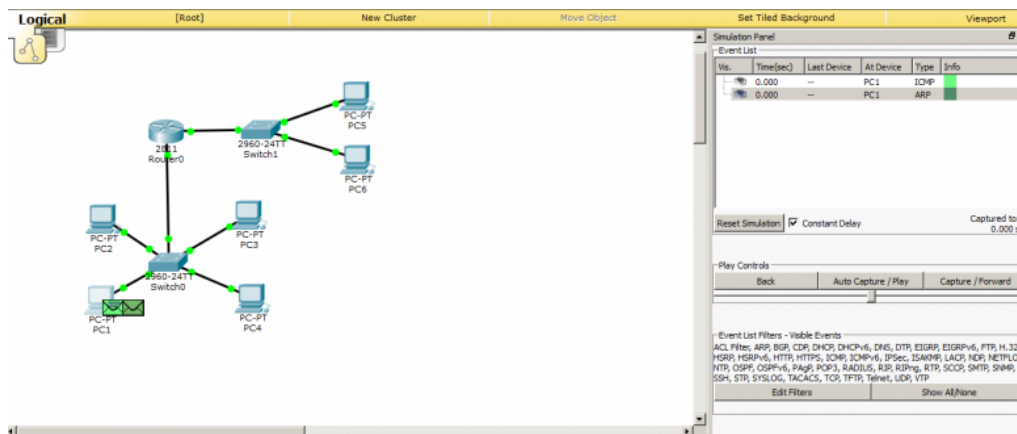 Logical [Root] New Cluster Move Object Set Tiled Background Viewport
Simulation Panel
Event List
Vis. Time(sec) Last Device At Device Type Info
0.000 -- PC1 ICMP
0.000 -- PC1 ARP
PC-PT
PC5
2811
Router0
2960-24TT
Switch1
PC-PT
PC6
PC-PT
PC2
PC-PT
PC3
2960-24TT
Switch0
PC-PT
PC1
PC-PT
PC4
Reset Simulation Constant Delay Captured to
0.000 s
Play Controls
Back Auto Capture / Play Capture / Forward
Event List Filters - Visible Events
ACL Filter, ARP, BGP, CDP, DHCP, DHCPv6, DNS, DTP, EIGRP, EIGRPv6, FTP, H.32
HSRP, HSRPv6, HTTP, HTTPS, ICMP, ICMPv6, IPSec, ISAKMP, LACP, NDP, NETFLO
NTP, OSPF, OSPFv6, PAgP, POP3, RADIUS, RIP, RIPng, RTP, SCCP, SMTP, SNMP,
SSH, STP, SYSLOG, TACACS, TCP, TFTP, Telnet, UDP, VTP
Edit Filters Show All/None